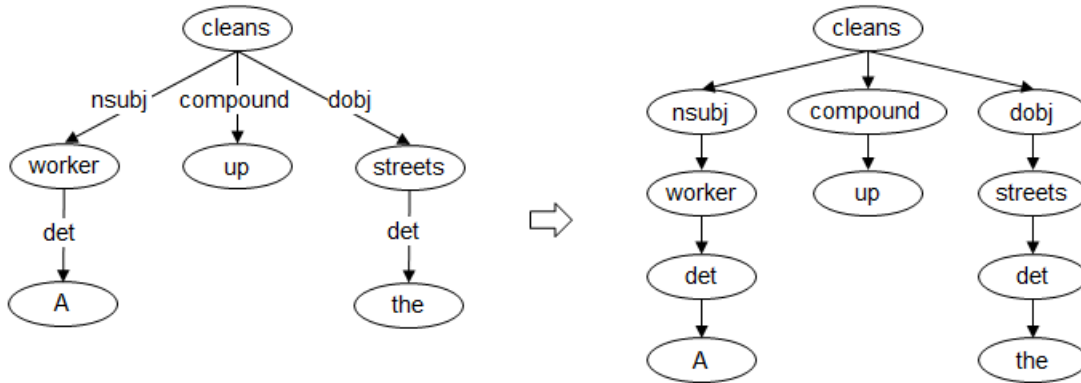 cleans
nsubj compound dobj
worker up streets
det det
A the
cleans
nsubj compound dobj
worker up streets
det det
A the